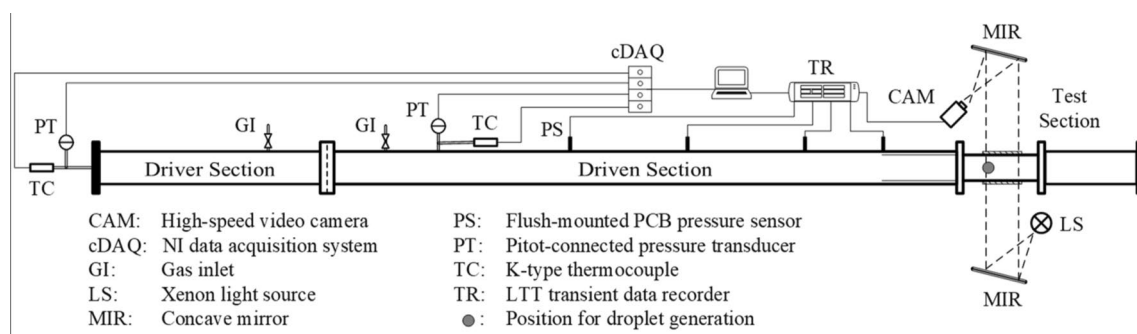 MIR
cDAQ
TR
CAM
Test
Section
PT
GI
GI
PT
TC
PS
TC
Driver Section
Driven Section
LS
MIR
CAM: High-speed video camera
cDAQ: NI data acquisition system
GI: Gas inlet
LS: Xenon light source
MIR: Concave mirror
PS: Flush-mounted PCB pressure sensor
PT: Pitot-connected pressure transducer
TC: K-type thermocouple
TR: LTT transient data recorder
: Position for droplet generation